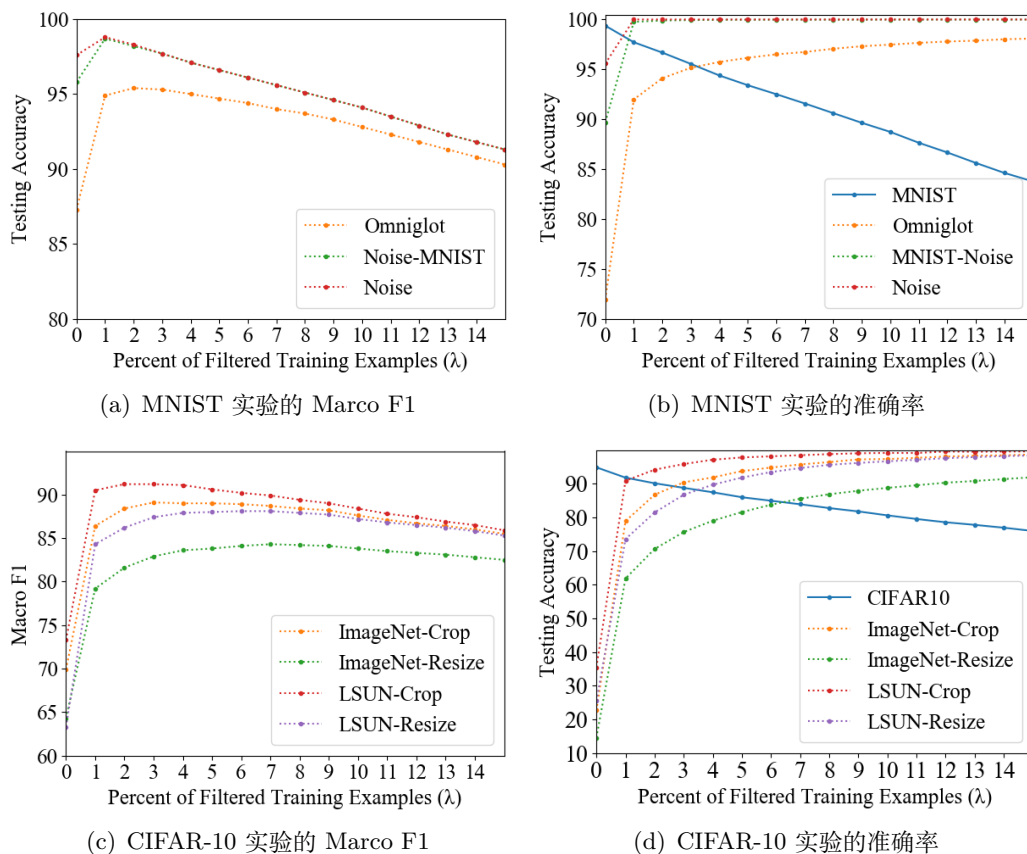 100
95
90
85
80
Testing Accuracy
Omniglot
Noise-MNIST
Noise
0 1 2 3 4 5 6 7 8 9 10 11 12 13 14
Percent of Filtered Training Examples (λ)
(a) MNIST 实验的 Marco F1
100
95
90
85
80
75
70
Testing Accuracy
MNIST
Omniglot
MNIST-Noise
Noise
0 1 2 3 4 5 6 7 8 9 10 11 12 13 14
Percent of Filtered Training Examples (λ)
(b) MNIST 实验的准确率
90
85
80
75
70
65
60
Macro F1
ImageNet-Crop
ImageNet-Resize
LSUN-Crop
LSUN-Resize
0 1 2 3 4 5 6 7 8 9 10 11 12 13 14
Percent of Filtered Training Examples (λ)
(c) CIFAR-10 实验的 Marco F1
90
80
70
60
50
40
30
20
10
Testing Accuracy
CIFAR10
ImageNet-Crop
ImageNet-Resize
LSUN-Crop
LSUN-Resize
0 1 2 3 4 5 6 7 8 9 10 11 12 13 14
Percent of Filtered Training Examples (λ)
(d) CIFAR-10 实验的准确率